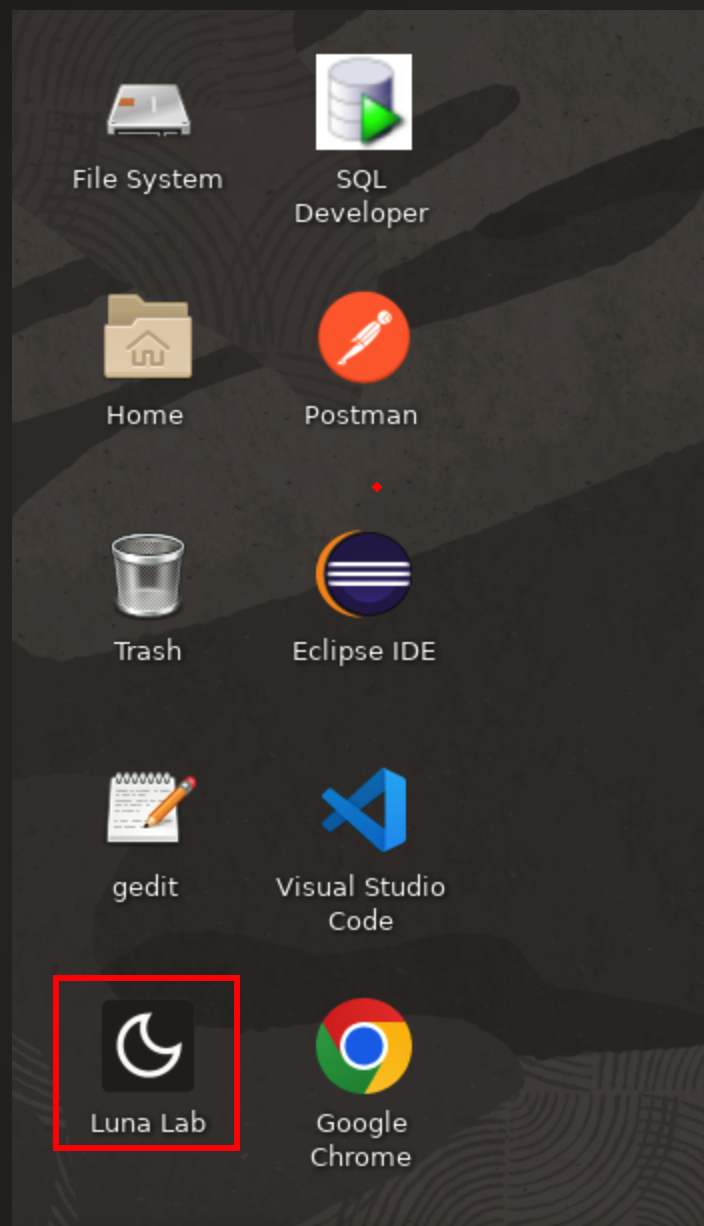 File System
SQL
Developer
Home
Postman
Trash
Eclipse IDE
gedit
Visual Studio
Code
Luna Lab
Google
Chrome